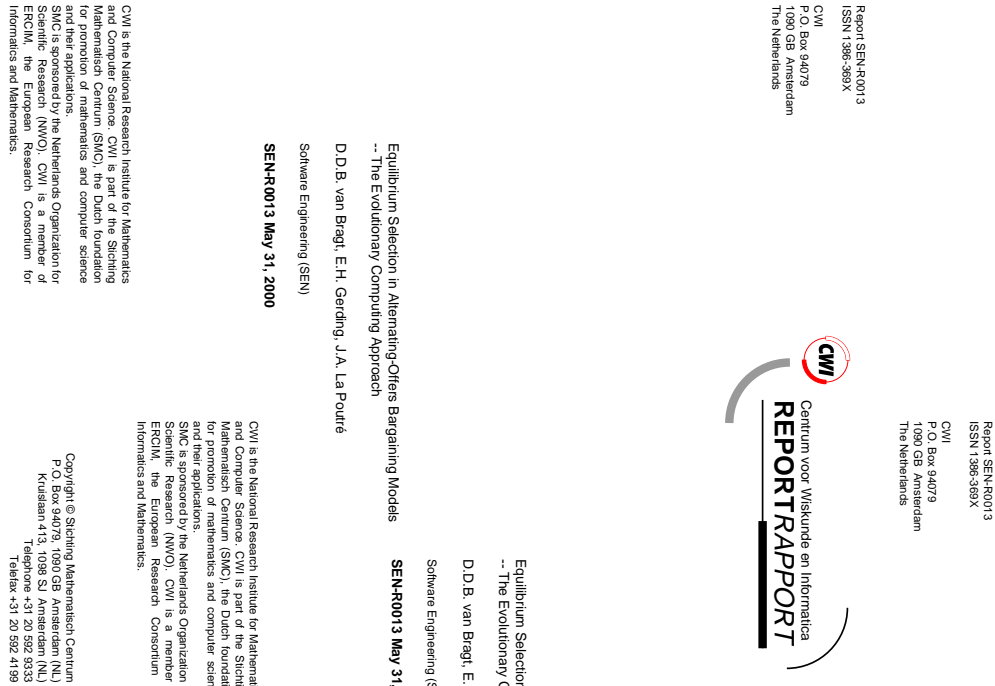 Report SEN-R0013
ISSN 1386-369X
CWI
P.O. Box 94079
1090 GB Amsterdam
The Netherlands
Report SEN-R0013
ISSN 1386-369X
CWI
P.O. Box 94079
1090 GB Amsterdam
The Netherlands
CWI
Centrum voor Wiskunde en Informatica
REPORTRAPPORT
Equilibrium Selection in Alternating-Offers Bargaining Models
-- The Evolutionary Computing Approach
D.D.B. van Bragt, E.H. Gerding, J.A. La Poutré
Software Engineering (SEN)
SEN-R0013 May 31, 2000
Equilibrium Selection
-- The Evolutionary C
D.D.B. van Bragt, E.
Software Engineering (S
SEN-R0013 May 31,
CWI is the National Research Institute for Mathematics
and Computer Science. CWI is part of the Stichting
Mathematisch Centrum (SMC), the Dutch foundation
for promotion of mathematics and computer science
and their applications.
SMC is sponsored by the Netherlands Organization for
Scientific Research (NWO). CWI is a member of
ERCIM, the European Research Consortium for
Informatics and Mathematics.
CWI is the National Research Institute for Mathemat
and Computer Science. CWI is part of the Stichti
Mathematisch Centrum (SMC), the Dutch foundati
for promotion of mathematics and computer scien
and their applications.
SMC is sponsored by the Netherlands Organization
Scientific Research (NWO). CWI is a member
ERCIM, the European Research Consortium
Informatics and Mathematics.
Copyright © Stichting Mathematisch Centrum
P.O. Box 94079, 1090 GB Amsterdam (NL)
Kruislaan 413, 1098 SJ Amsterdam (NL)
Telephone +31 20 592 9333
Telefax +31 20 592 4199